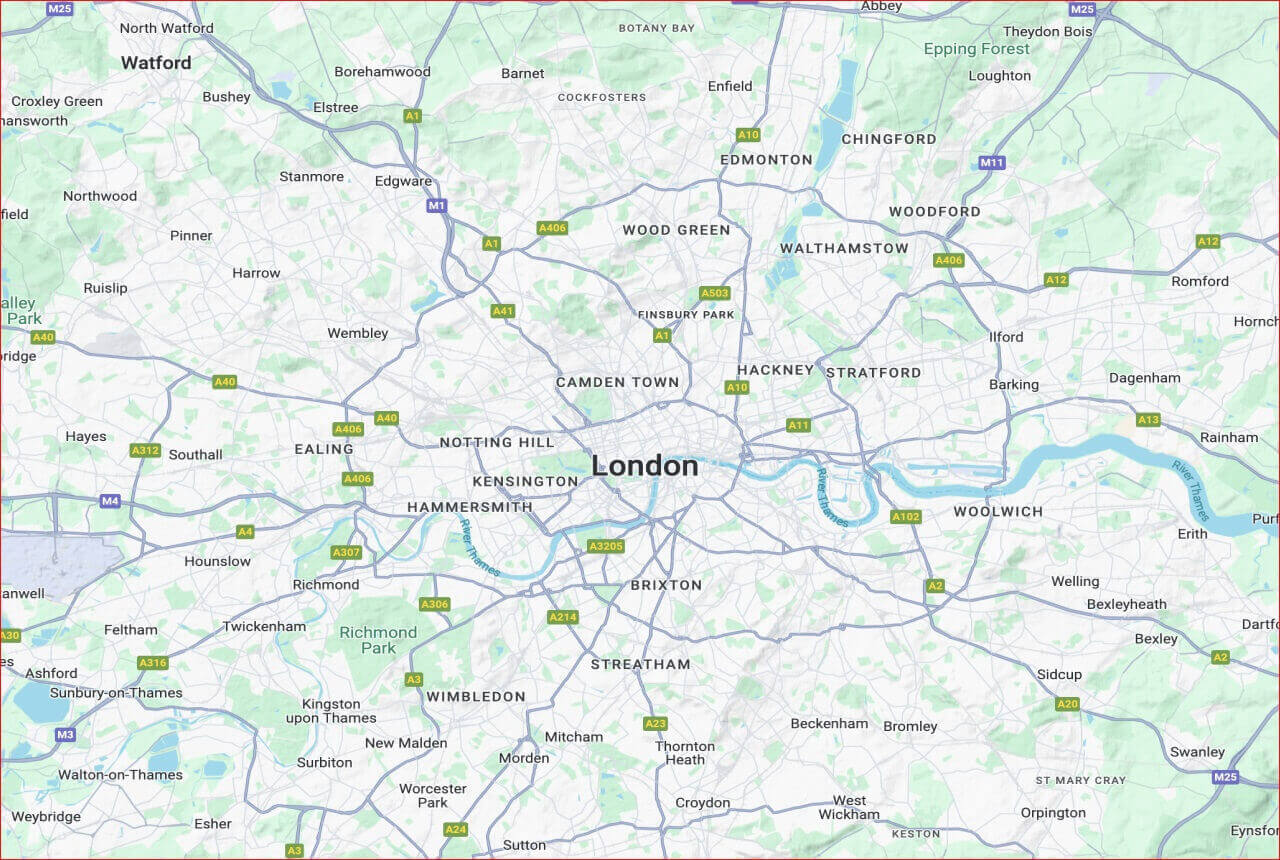 M25
Abbey
M25
North Watford
BOTANY BAY
Theydon Bois
Epping Forest
Watford
Borehamwood
Barnet
Loughton
Enfield
Bushey
COCKFOSTERS
Croxley Green
Elstree
A1
mansworth
A10
CHINGFORD
EDMONTON
M11
Stanmore
Edgware
Northwood
M1
WOODFORD
field
A406
WOOD GREEN
Pinner
A1
WALTHAMSTOW
A12
A406
Harrow
A12
Romford
Ruislip
A503
alley
Park
A41
FINSBURY PARK
Hornch
Wembley
A1
A40
Ilford
bridge
HACKNEY
STRATFORD
Dagenham
A40
CAMDEN TOWN
A10
Barking
A40
A13
A406
A11
Hayes
NOTTING HILL
Rainham
A312
Southall
EALING
London
A406
KENSINGTON
River Thames
River Thames
M4
HAMMERSMITH
WOOLWICH
A102
Purf
A4
River Thames
Erith
A307
A3205
Hounslow
Richmond
BRIXTON
A2
Welling
anwell
A306
Bexleyheath
A214
Feltham
Twickenham
Richmond
Park
A30
Bexley
Dartfo
A316
es
STREATHAM
A2
Ashford
A3
Sidcup
Sunbury-on-Thames
WIMBLEDON
Kingston
upon Thames
A20
A23
Beckenham
Bromley
M3
Mitcham
New Malden
Thornton
Heath
Swanley
Morden
Surbiton
Walton-on-Thames
M25
ST MARY CRAY
Worcester
Park
Croydon
West
Wickham
Orpington
Weybridge
Esher
A24
KESTON
Eynsfo
Sutton
A3